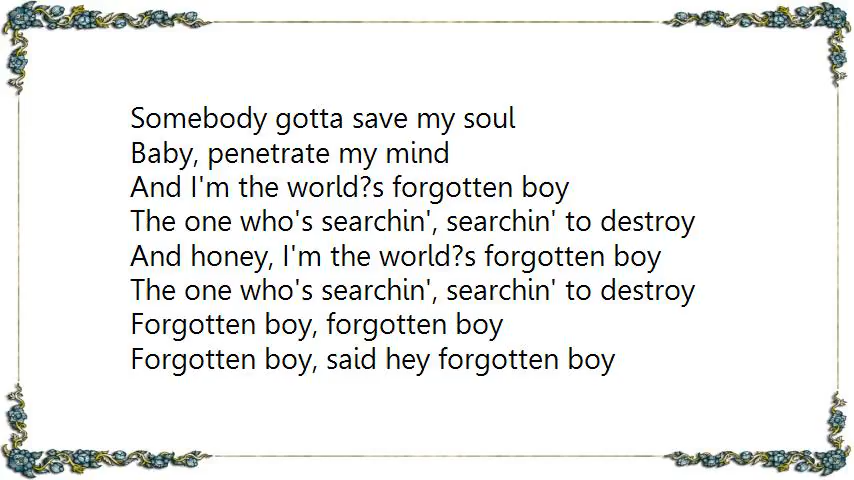 Somebody gotta save my soul
Baby, penetrate my mind
And I'm the world?s forgotten boy
The one who's searchin', searchin' to destroy
And honey, I'm the world?s forgotten boy
The one who's searchin', searchin' to destroy
Forgotten boy, forgotten boy
Forgotten boy, said hey forgotten boy